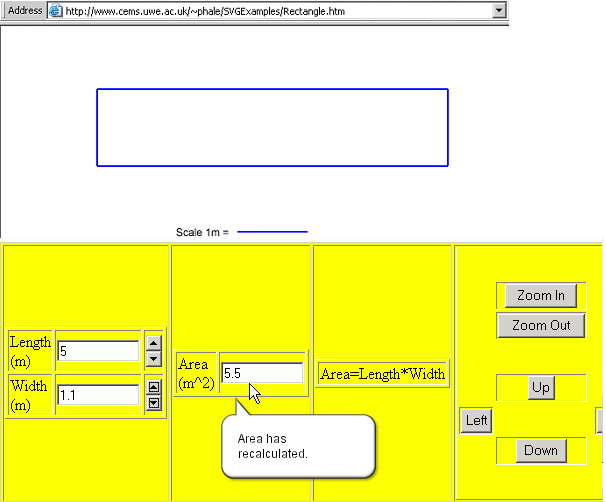 Address http://www.cems.uwe.ac.uk/~phale/SVGExamples/Rectangle.htm
Scale 1m =
Length
(m)
5
Width
(m)
1.1
Area
(m^2)
5.5
Area=Length*Width
Area has
recalculated.
Zoom In
Zoom Out
Up
Left
Down